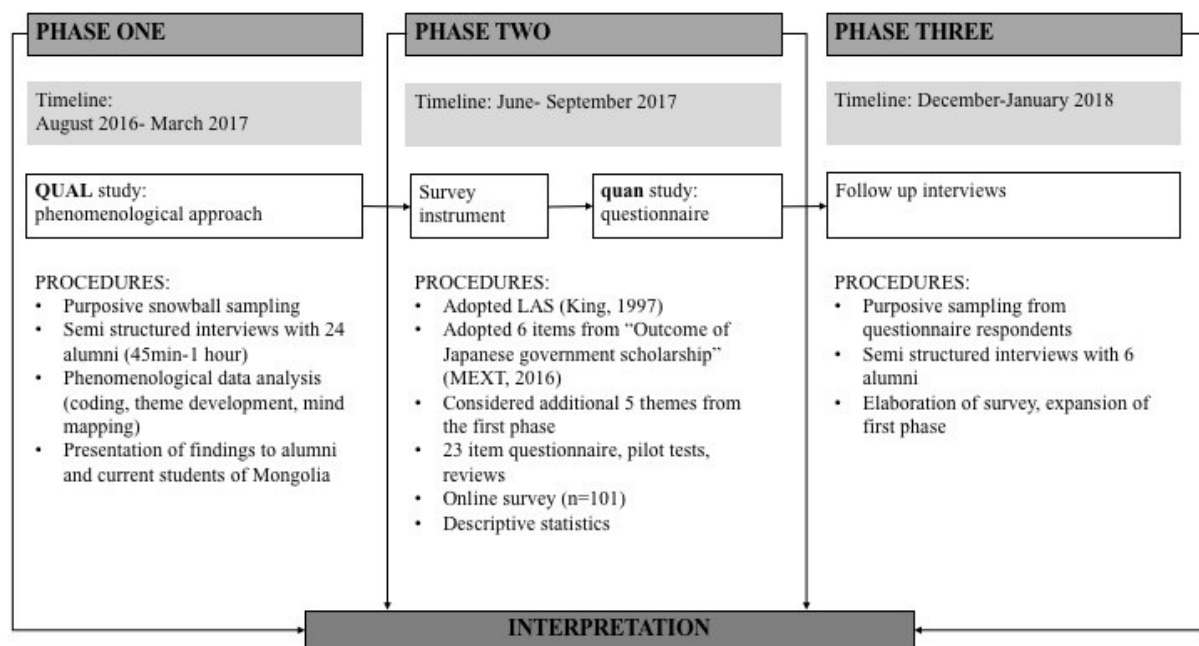 PHASE ONE
Timeline:
August 2016- March 2017
QUAL study:
phenomenological approach
PROCEDURES:
• Purposive snowball sampling
• Semi structured interviews with 24
alumni (45min-1 hour)
• Phenomenological data analysis
(coding, theme development, mind
mapping)
• Presentation of findings to alumni
and current students of Mongolia
PHASE TWO
Timeline: June- September 2017
Survey
instrument
quan study:
questionnaire
PROCEDURES:
• Adopted LAS (King, 1997)
• Adopted 6 items from “Outcome of
Japanese government scholarship”
(MEXT, 2016)
• Considered additional 5 themes from
the first phase
• 23 item questionnaire, pilot tests,
reviews
• Online survey (n=101)
• Descriptive statistics
PHASE THREE
Timeline: December-January 2018
Follow up interviews
PROCEDURES:
• Purposive sampling from
questionnaire respondents
• Semi structured interviews with 6
alumni
• Elaboration of survey, expansion of
first phase
INTERPRETATION